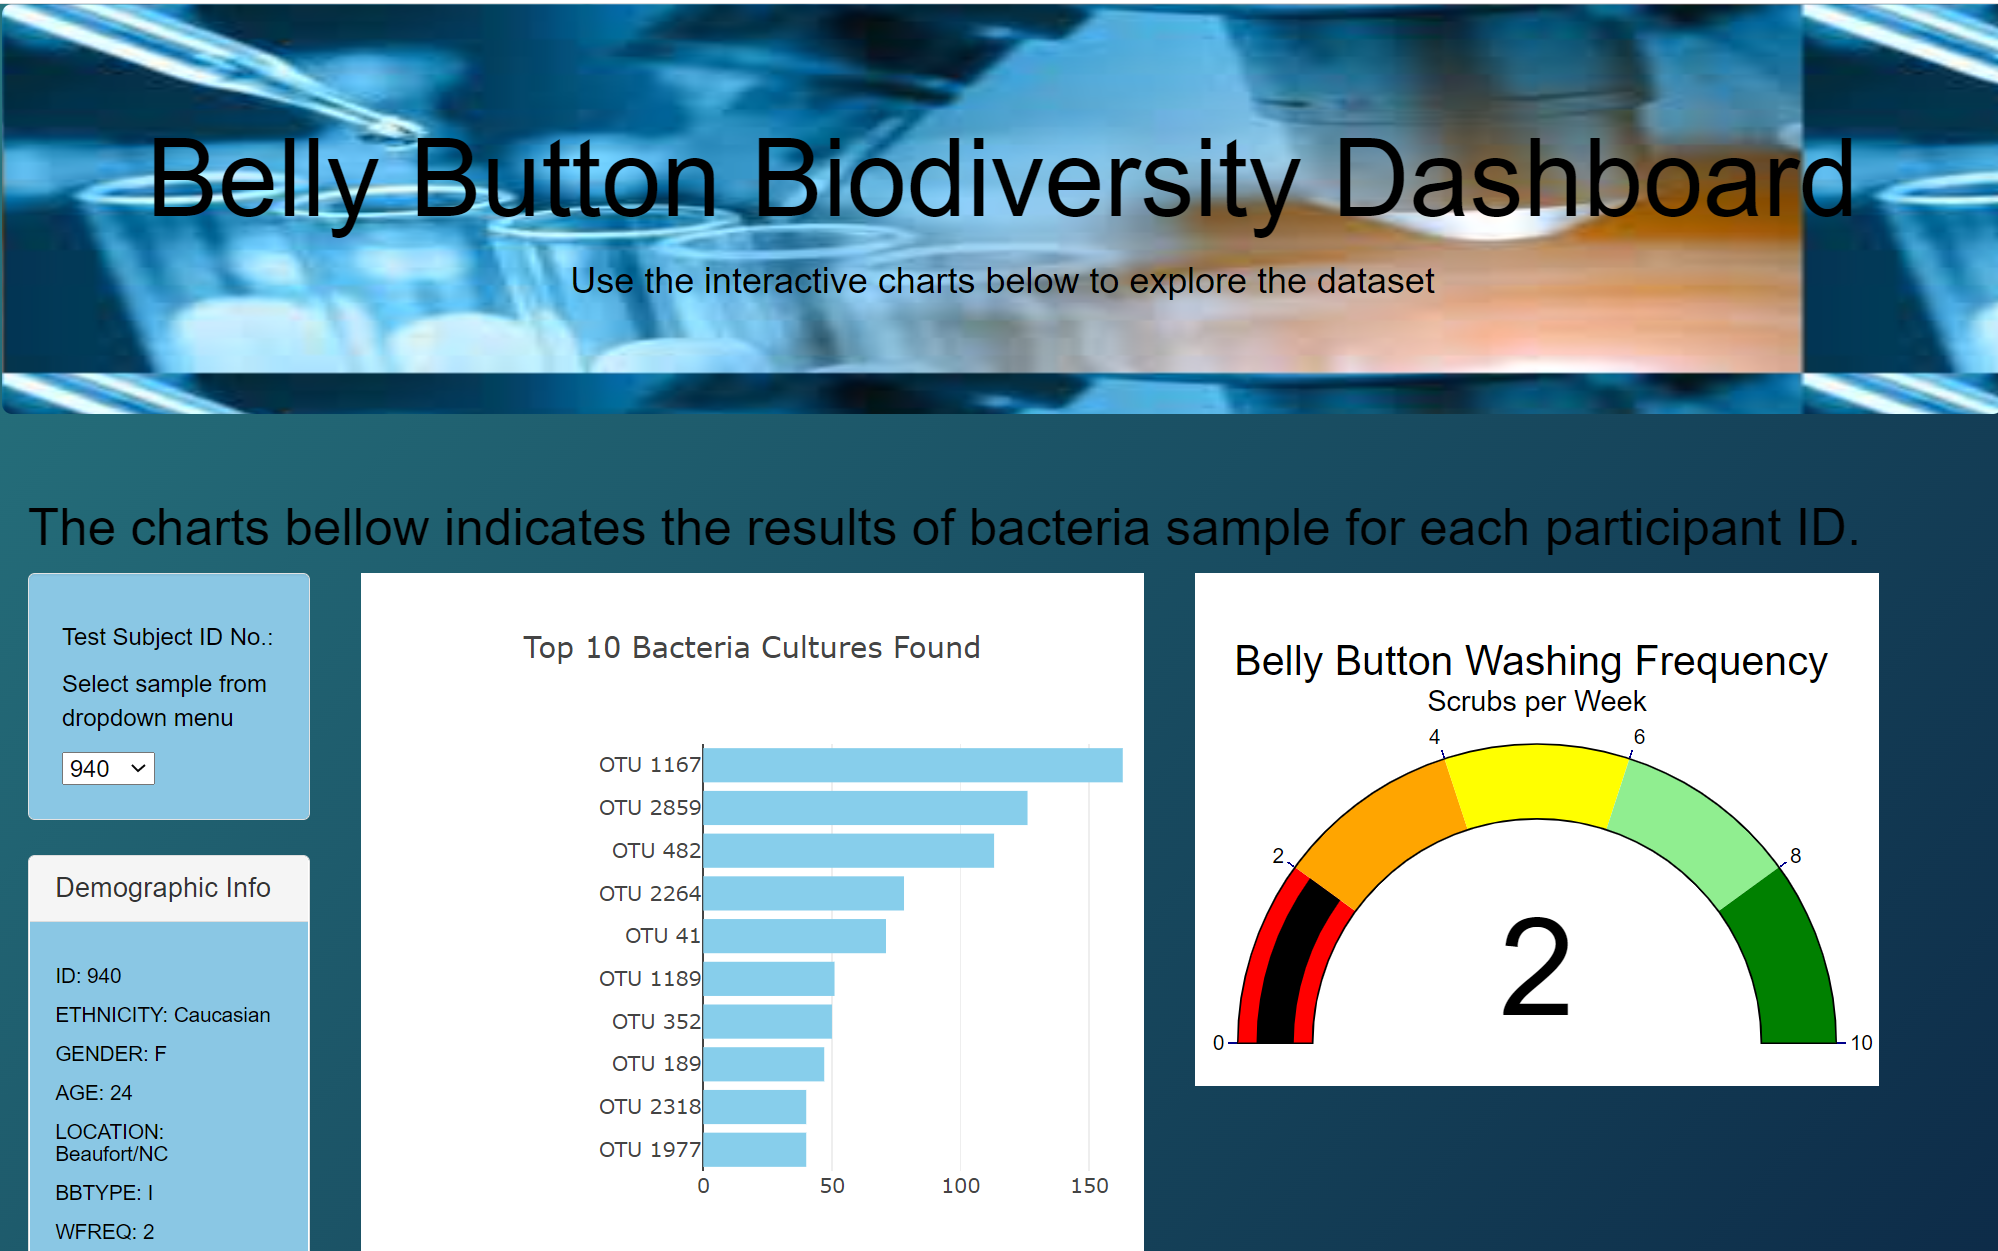 Belly Button Biodiversity Dashboard
Use the interactive charts below to explore the dataset
The charts bellow indicates the results of bacteria sample for each participant ID.
Test Subject ID No.:
Select sample from
dropdown menu
940
Demographic Info
ID: 940
ETHNICITY: Caucasian
GENDER: F
AGE: 24
LOCATION:
Beaufort/NC
BBTYPE: I
WFREQ: 2
Top 10 Bacteria Cultures Found
OTU 1167
OTU 2859
OTU 482
OTU 2264
OTU 41
OTU 1189
OTU 352
OTU 189
OTU 2318
OTU 1977
0 50 100 150
Belly Button Washing Frequency
Scrubs per Week
4 6
2 8
2
0 10